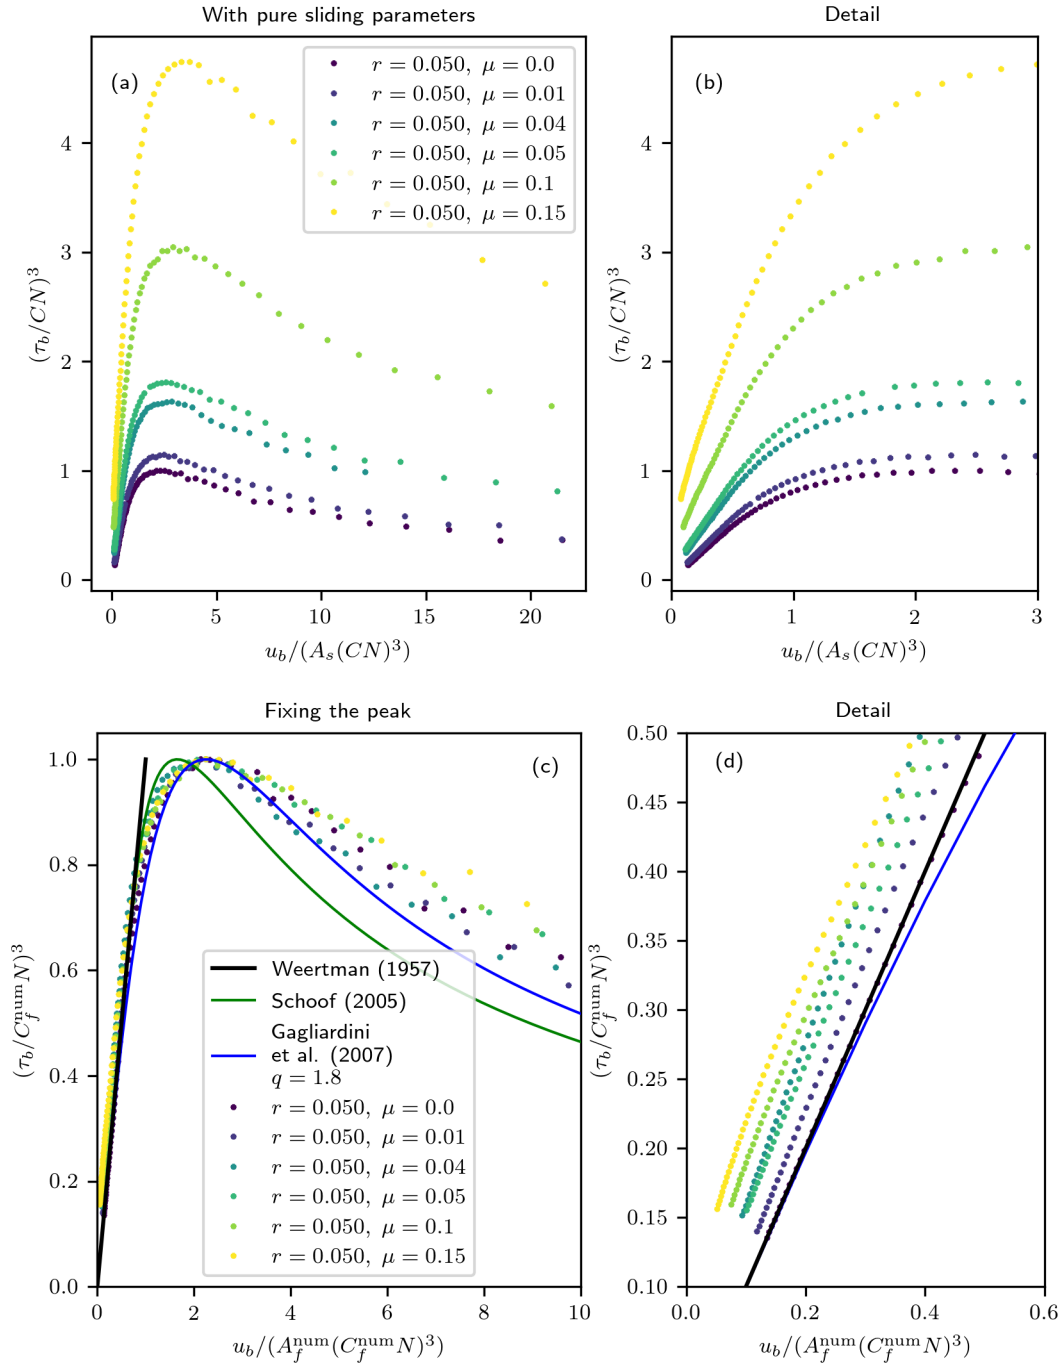 With pure sliding parameters
(a)
r = 0.050, μ = 0.0
r = 0.050, μ = 0.01
r = 0.050, μ = 0.04
r = 0.050, μ = 0.05
r = 0.050, μ = 0.1
r = 0.050, μ = 0.15
4
3
2
1
0
(τ_b/CN)^3
0 5 10 15 20
u_b/(A_s(CN)^3)
Detail
(b)
4
3
2
1
0
(τ_b/CN)^3
0 1 2 3
u_b/(A_s(CN)^3)
Fixing the peak
(c)
1.0
0.8
0.6
0.4
0.2
0.0
(τ_b/C_f^num N)^3
Weertman (1957)
Schoof (2005)
Gagliardini
et al. (2007)
q = 1.8
r = 0.050, μ = 0.0
r = 0.050, μ = 0.01
r = 0.050, μ = 0.04
r = 0.050, μ = 0.05
r = 0.050, μ = 0.1
r = 0.050, μ = 0.15
0 2 4 6 8 10
u_b/(A_f^num(C_f^num N)^3)
Detail
(d)
0.50
0.45
0.40
0.35
0.30
0.25
0.20
0.15
0.10
(τ_b/C_f^num N)^3
0.0 0.2 0.4 0.6
u_b/(A_f^num(C_f^num N)^3)